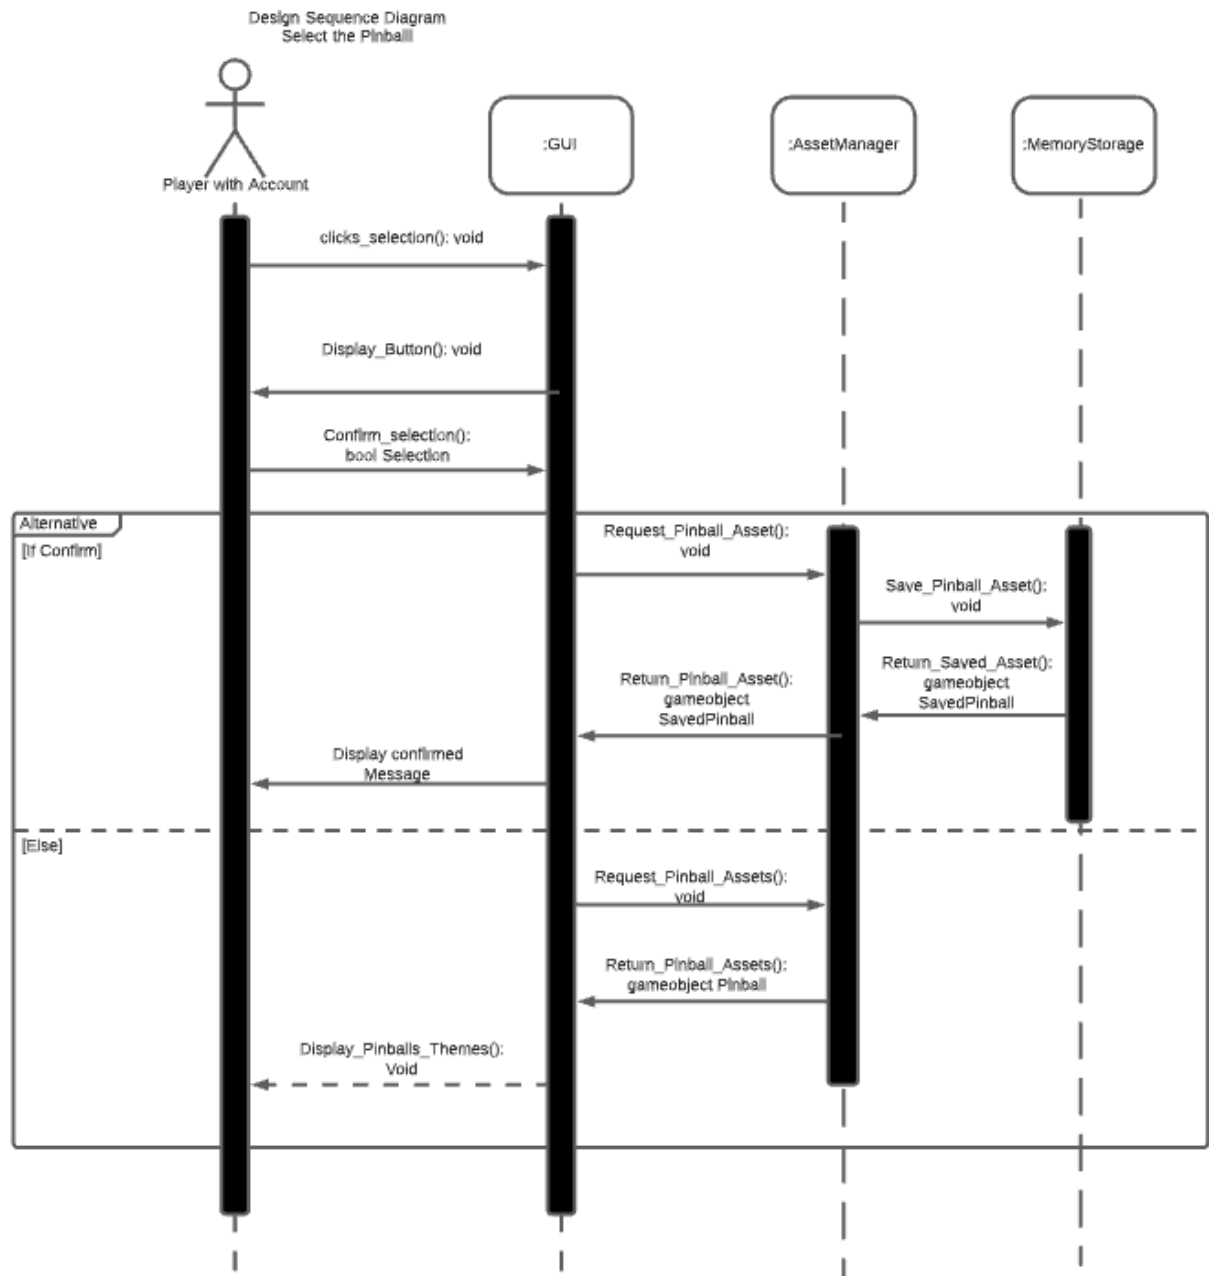 Design Sequence Diagram
Select the Pinball
Player with Account
:GUI
:AssetManager
:MemoryStorage
clicks_selection(): void
Display_Button(): void
Confirm_selection():
bool Selection
Alternative
[If Confirm]
Request_Pinball_Asset():
void
Save_Pinball_Asset():
void
Return_Saved_Asset():
gameobject
SavedPinball
Return_Pinball_Asset():
gameobject
SavedPinball
Display confirmed
Message
[Else]
Request_Pinball_Assets():
void
Return_Pinball_Assets():
gameobject Pinball
Display_Pinballs_Themes():
Void